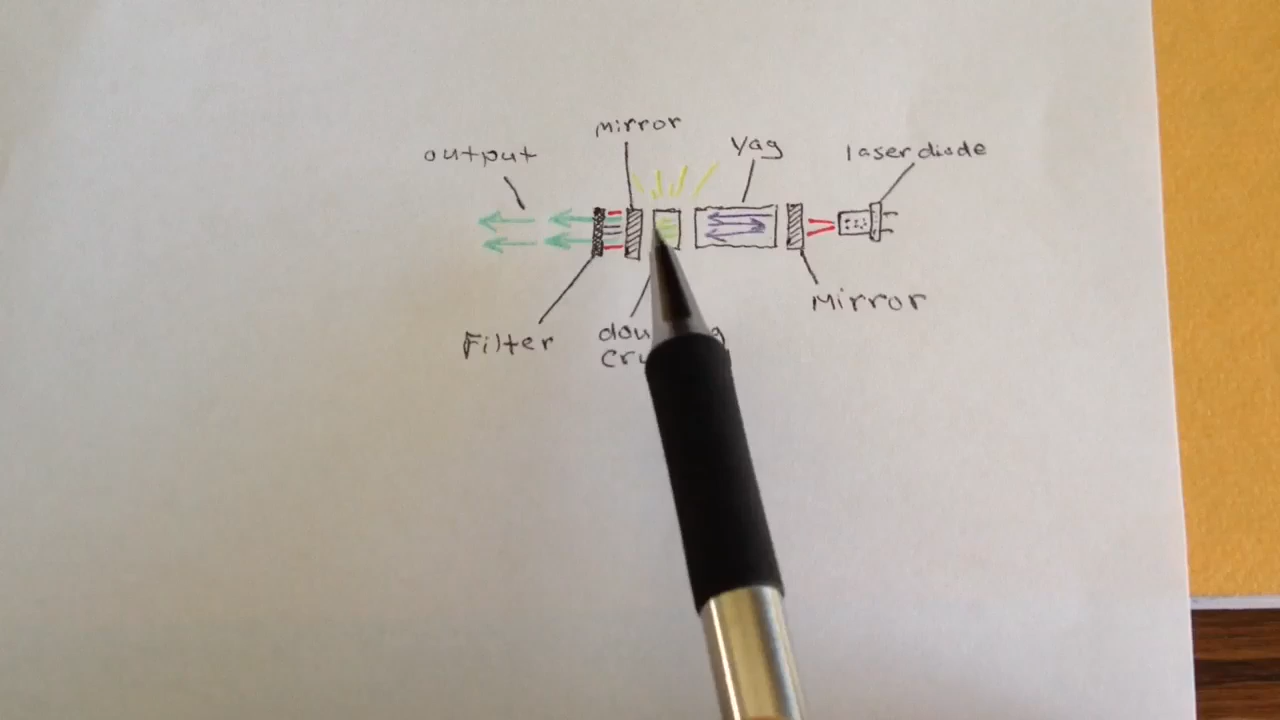 mirror
output
Yag
laser diode
Mirror
Filter